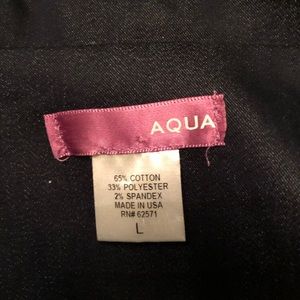 AQUA
65% COTTON
33% POLYESTER
2% SPANDEX
MADE IN USA
RN# 62571
L